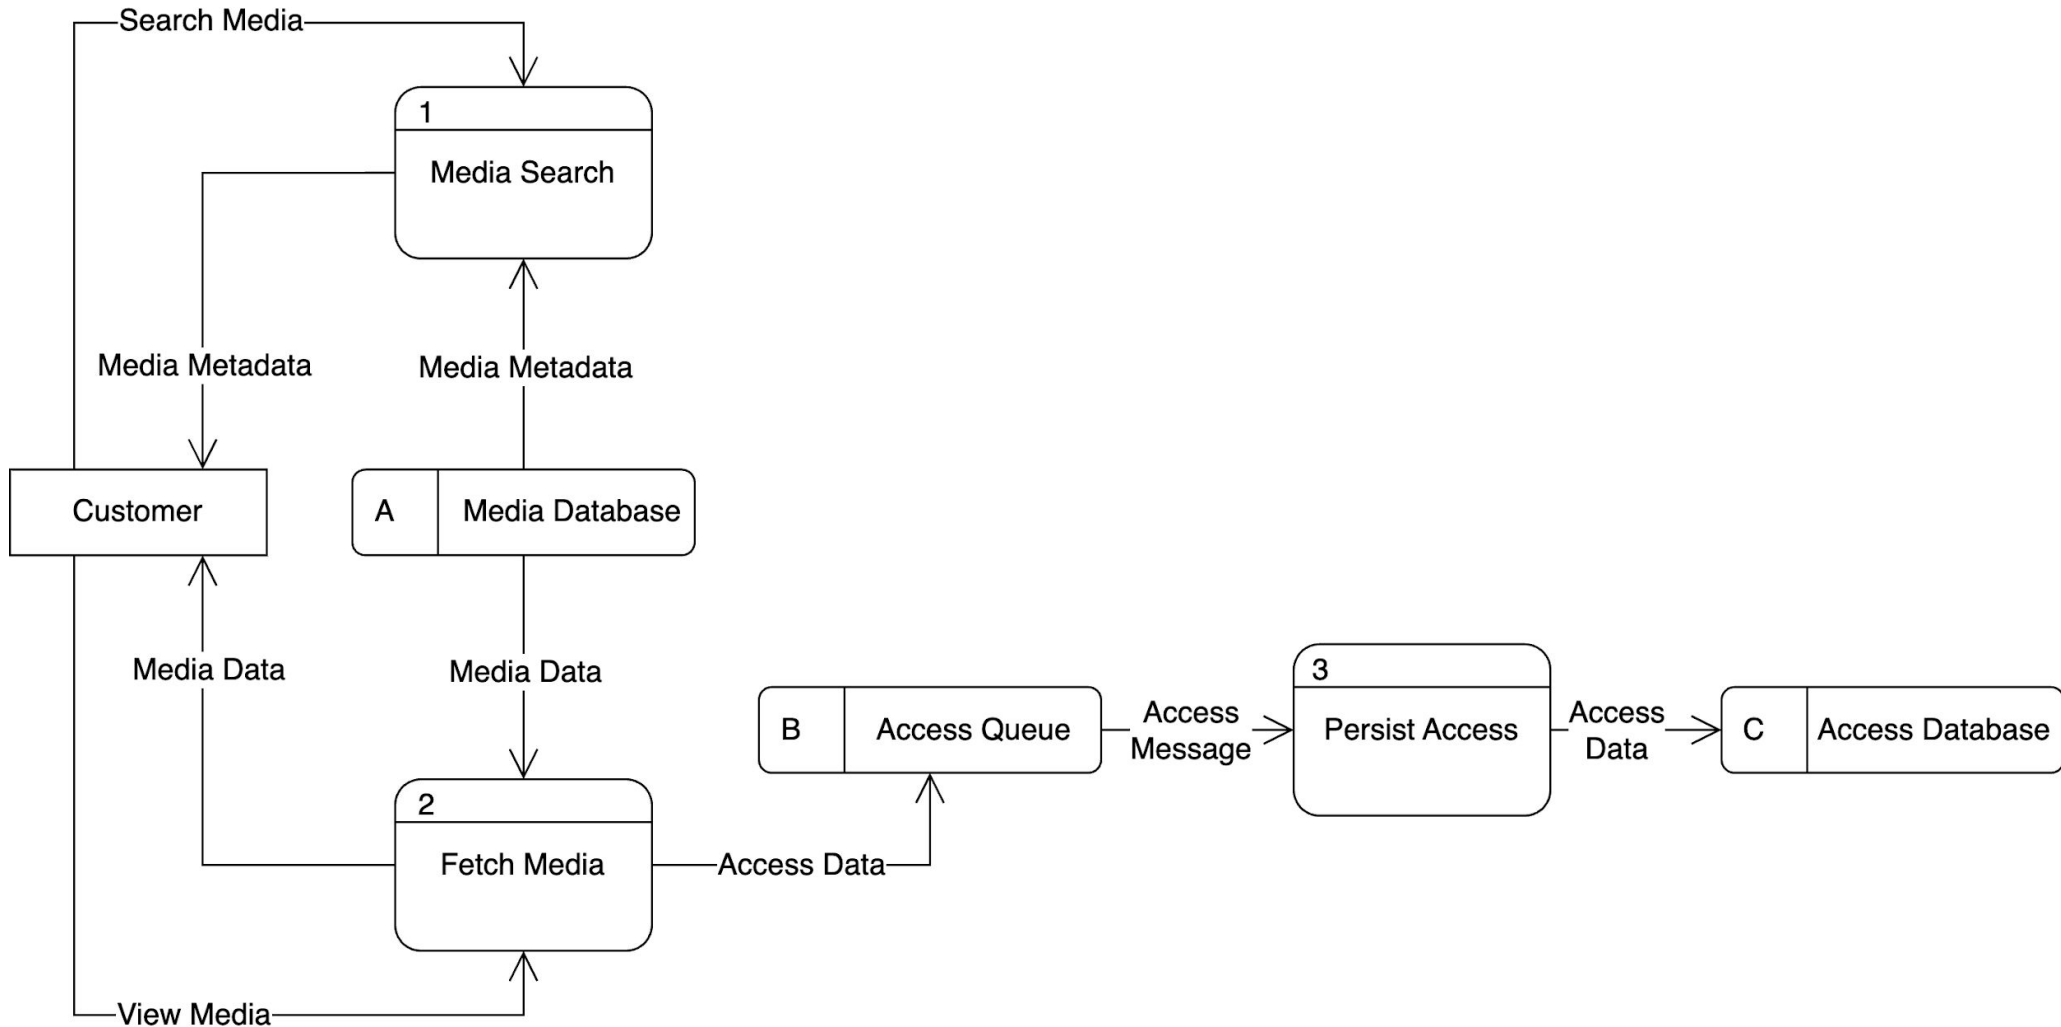 Search Media
1
Media Search
Media Metadata
Media Metadata
Customer
A
Media Database
Media Data
Media Data
2
Fetch Media
Access Data
View Media
B
Access Queue
Access
Message
3
Persist Access
Access
Data
C
Access Database